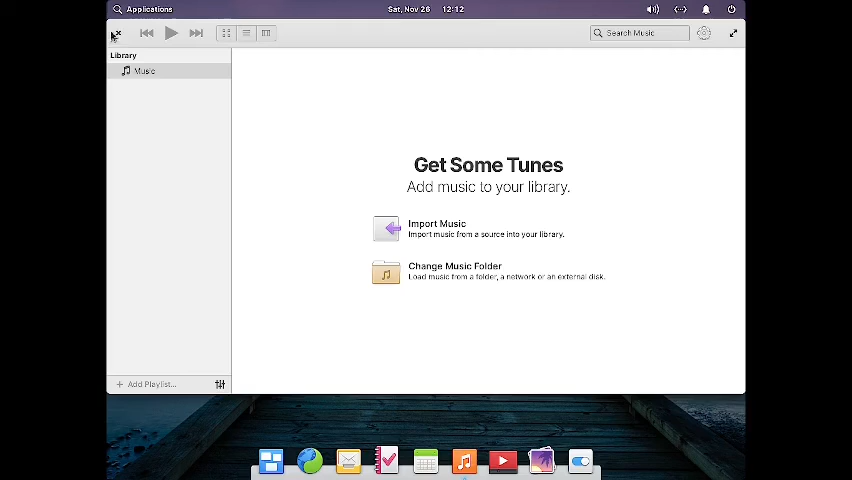 Applications
Sat, Nov 26 12:12
Search Music
Library
Music
Get Some Tunes
Add music to your library.
Import Music
Import music from a source into your library.
Change Music Folder
Load music from a folder, a network or an external disk.
Add Playlist...